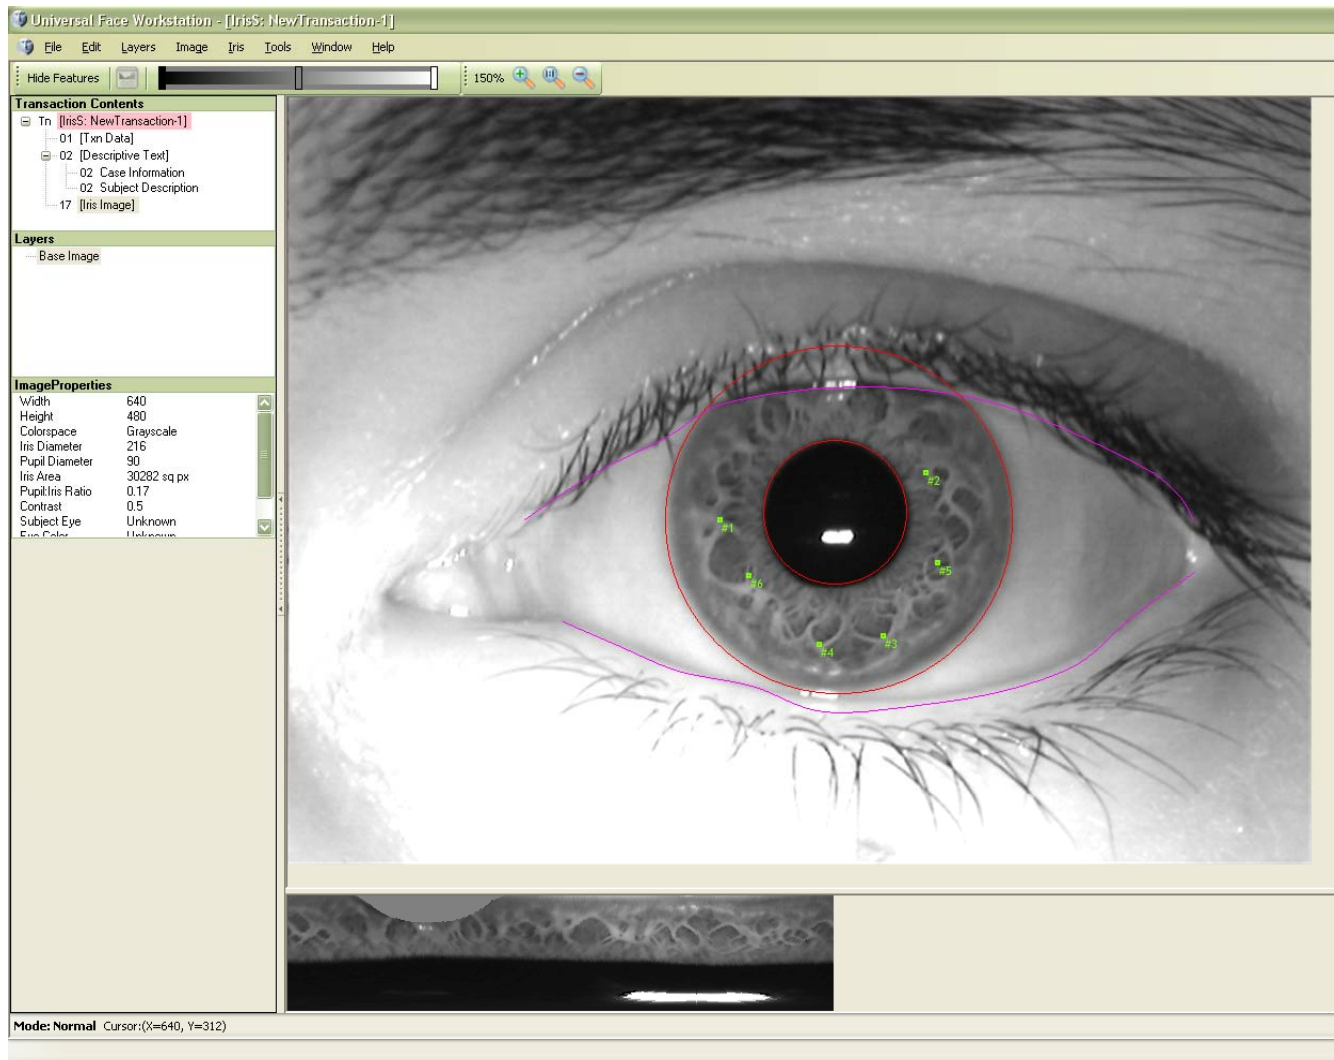 Universal Face Workstation - [IrisS: NewTransaction-1]
File Edit Layers Image Iris Tools Window Help
Hide Features 150%
Transaction Contents
Tn [IrisS: NewTransaction-1]
01 [Txn Data]
02 [Descriptive Text]
02 Case Information
02 Subject Description
17 [Iris Image]
Layers
Base Image
ImageProperties
Width 640
Height 480
Colorspace Grayscale
Iris Diameter 216
Pupil Diameter 90
Iris Area 30282 sq px
Pupil:Iris Ratio 0.17
Contrast 0.5
Subject Eye Unknown
Eye Color Unknown
#2
#1
#5
#6
#3
#4
Mode: Normal Cursor:(X=640, Y=312)